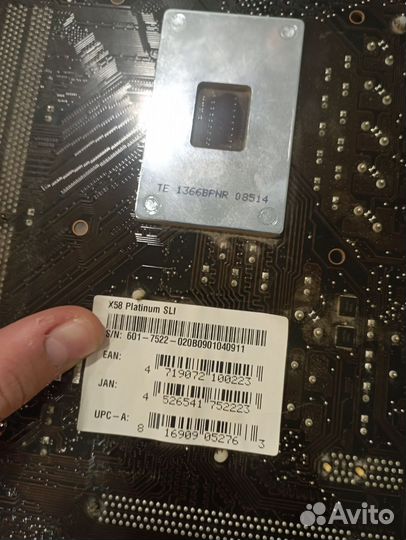 TE 1366BPNR 08514
X58 Platinum SLI
S/N: 601-7522-020B0901040911
EAN:
4 719072 100223
JAN:
4 526541 752223
UPC-A:
8 16909 05276 3
Avito